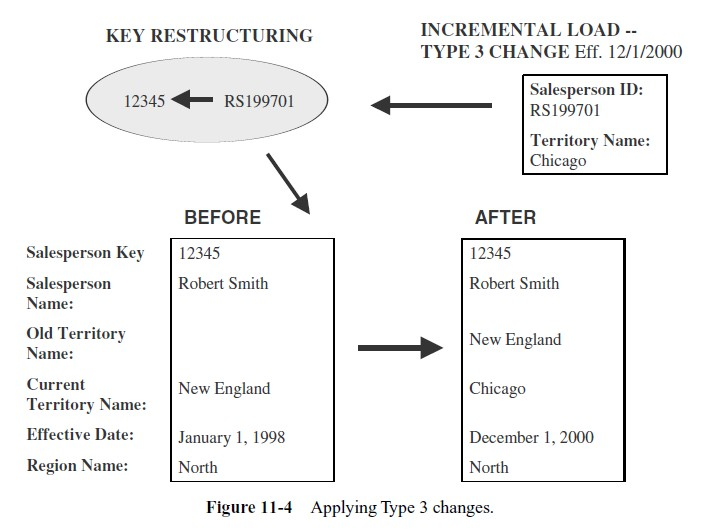 KEY RESTRUCTURING
INCREMENTAL LOAD --
TYPE 3 CHANGE Eff. 12/1/2000
12345
RS199701
Salesperson ID:
RS199701
Territory Name:
Chicago
BEFORE
AFTER
Salesperson Key
12345
12345
Salesperson
Name:
Robert Smith
Robert Smith
Old Territory
Name:
New England
Current
Territory Name:
New England
Chicago
Effective Date:
January 1, 1998
December 1, 2000
Region Name:
North
North
Figure 11-4 Applying Type 3 changes.